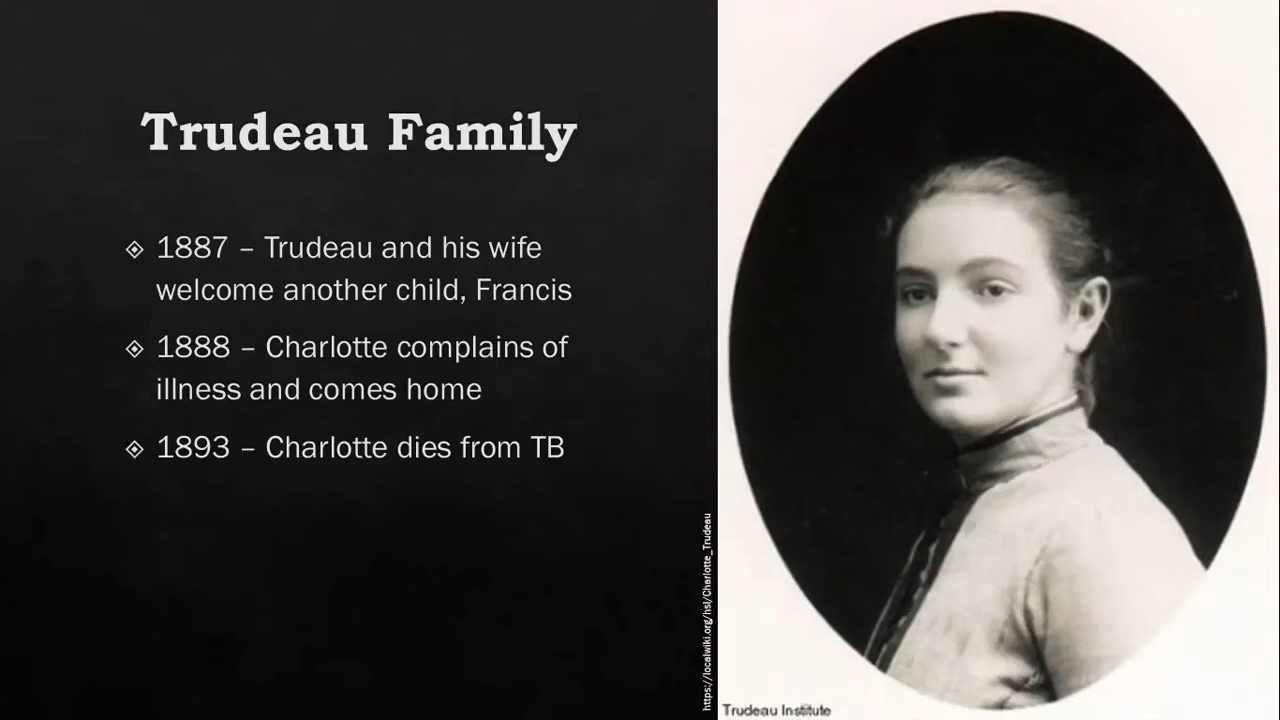 Trudeau Family
1887 – Trudeau and his wife
welcome another child, Francis
1888 – Charlotte complains of
illness and comes home
1893 – Charlotte dies from TB
https://localwiki.org/hsl/Charlotte_Trudeau
Trudeau Institute